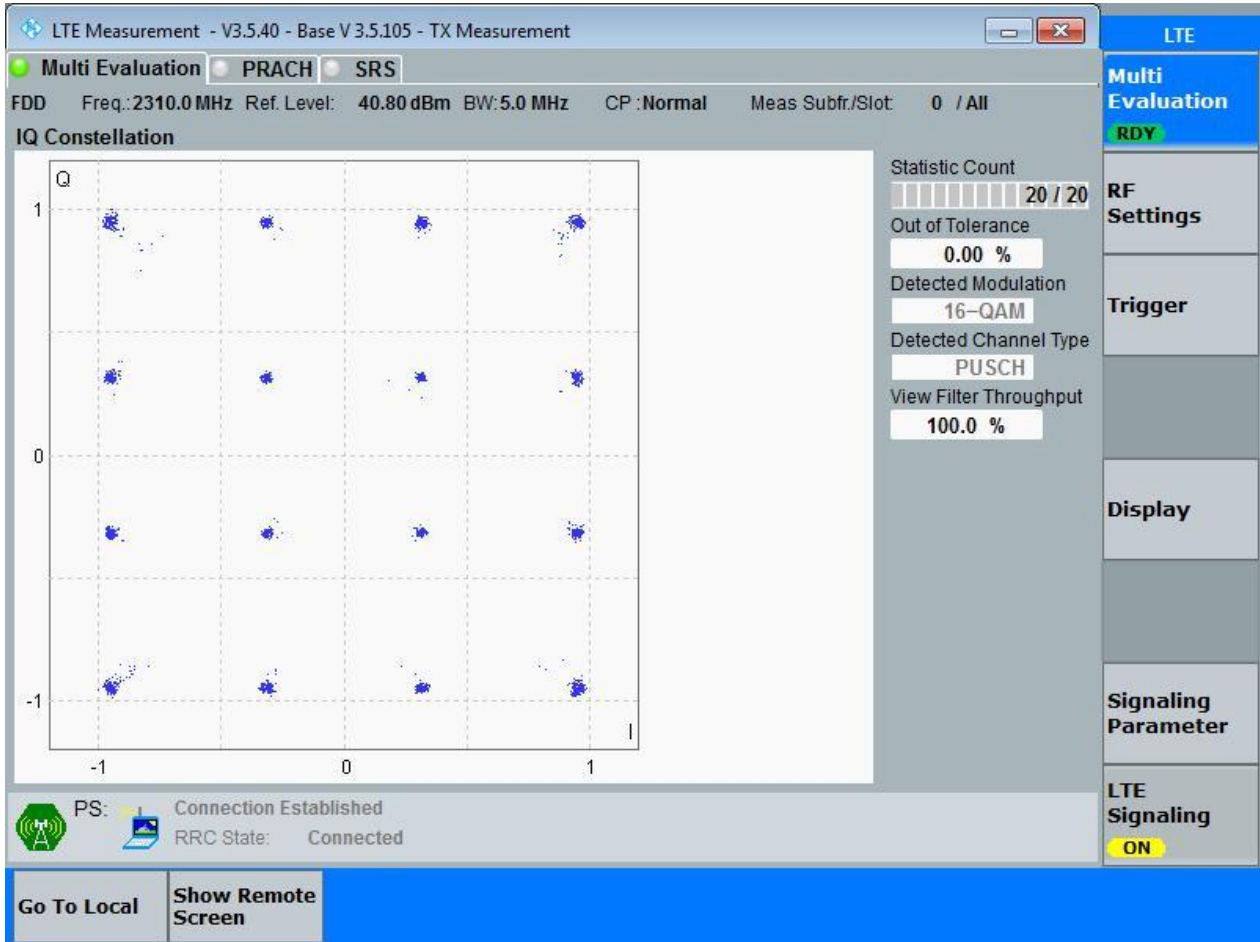 LTE Measurement - V3.5.40 - Base V 3.5.105 - TX Measurement
LTE
Multi Evaluation PRACH SRS
FDD Freq.: 2310.0 MHz Ref. Level: 40.80 dBm BW: 5.0 MHz CP : Normal Meas Subfr./Slot: 0 / All
IQ Constellation
Q
1
0
-1
I
-1 0 1
Statistic Count
20 / 20
Out of Tolerance
0.00 %
Detected Modulation
16-QAM
Detected Channel Type
PUSCH
View Filter Throughput
100.0 %
Multi
Evaluation
RDY
RF
Settings
Trigger
Display
Signaling
Parameter
LTE
Signaling
ON
PS: Connection Established
RRC State: Connected
Go To Local
Show Remote
Screen